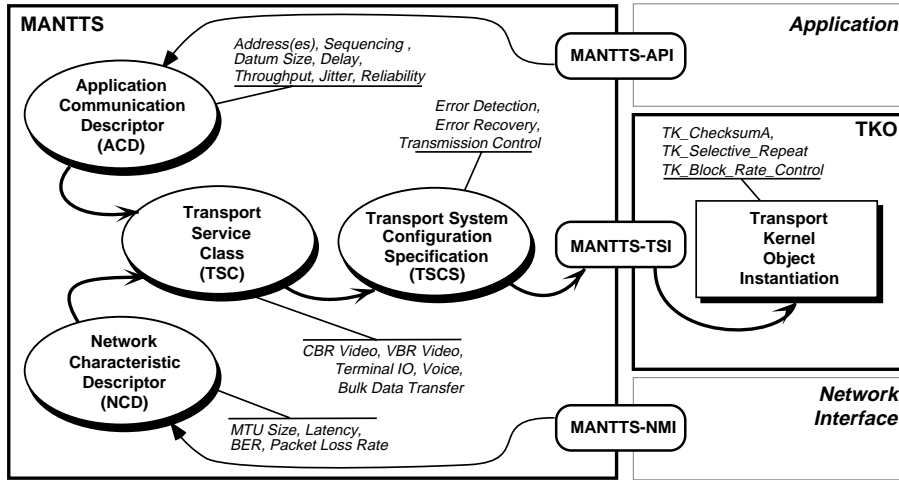 MANTTS
Address(es), Sequencing ,
Datum Size, Delay,
Throughput, Jitter, Reliability
Application
Communication
Descriptor
(ACD)
MANTTS-API
Application
Error Detection,
Error Recovery,
Transmission Control
TKO
TK_ChecksumA,
TK_Selective_Repeat
TK_Block_Rate_Control
Transport
Service
Class
(TSC)
Transport System
Configuration
Specification
(TSCS)
MANTTS-TSI
Transport
Kernel
Object
Instantiation
Network
Characteristic
Descriptor
(NCD)
CBR Video, VBR Video,
Terminal IO, Voice,
Bulk Data Transfer
MTU Size, Latency,
BER, Packet Loss Rate
MANTTS-NMI
Network
Interface